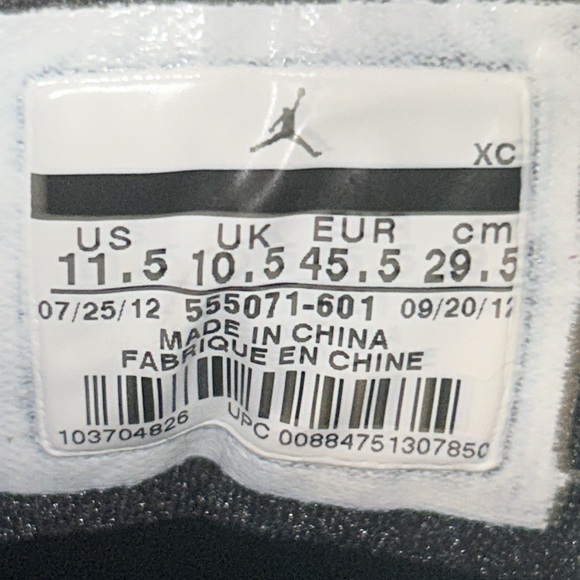 XC
US UK EUR cm
11.5 10.5 45.5 29.5
07/25/12 555071-601 09/20/12
MADE IN CHINA
FABRIQUE EN CHINE
103704826 UPC 00884751307850